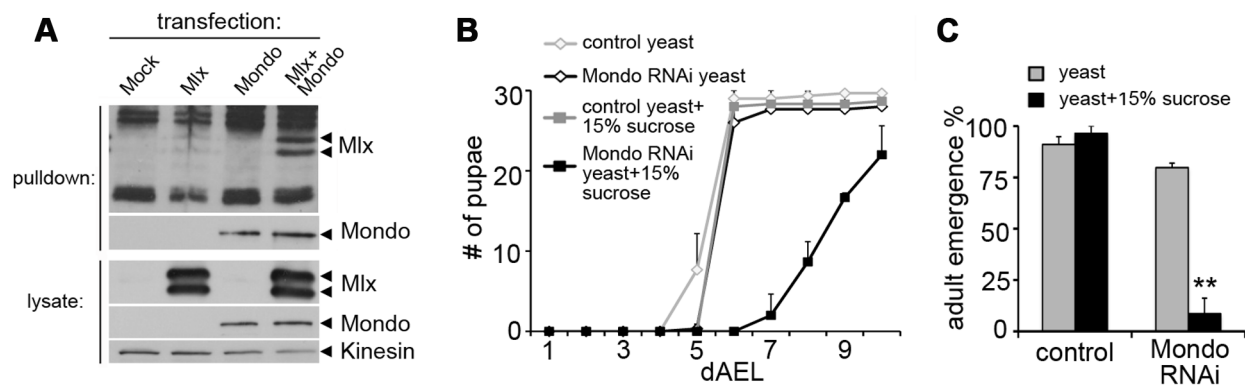 A
transfection:
Mock
Mlx
Mondo
Mlx+
Mondo
pulldown:
Mlx
Mondo
lysate:
Mlx
Mondo
Kinesin
B
control yeast
Mondo RNAi yeast
control yeast+
15% sucrose
Mondo RNAi
yeast+15%
sucrose
# of pupae
30
20
10
0
1
3
5
7
9
dAEL
C
yeast
yeast+15% sucrose
adult emergence %
100
75
50
25
0
**
control
Mondo
RNAi